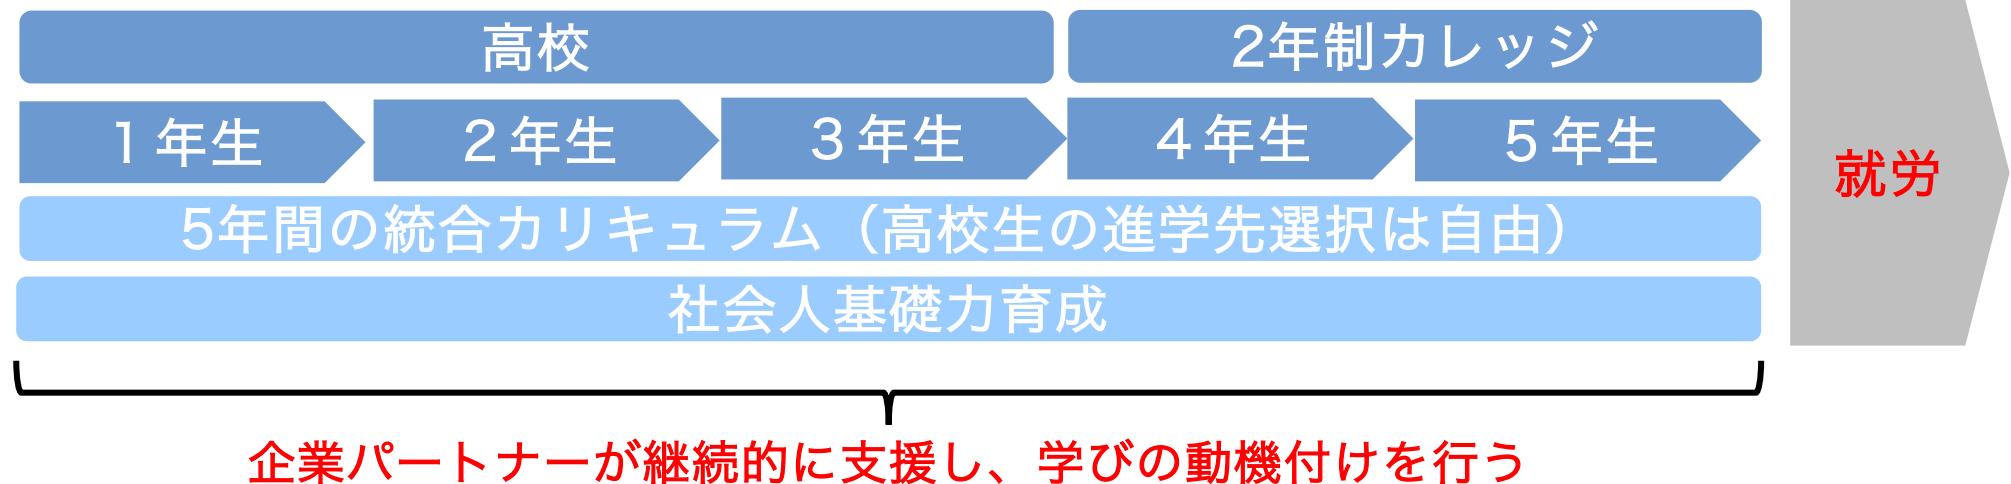 高校
2年制カレッジ
１年生
２年生
３年生
４年生
５年生
就労
5年間の統合カリキュラム（高校生の進学先選択は自由）
社会人基礎力育成
企業パートナーが継続的に支援し、学びの動機付けを行う